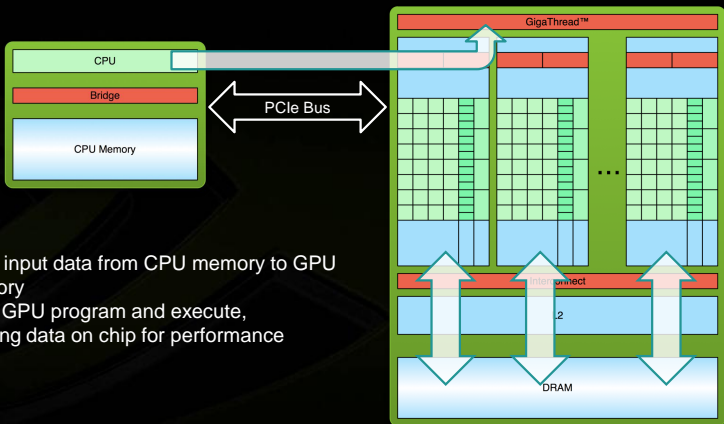 GigaThread™
CPU
Bridge
PCIe Bus
CPU Memory
...
input data from CPU memory to GPU
ory
GPU program and execute,
ng data on chip for performance
.2
DRAM